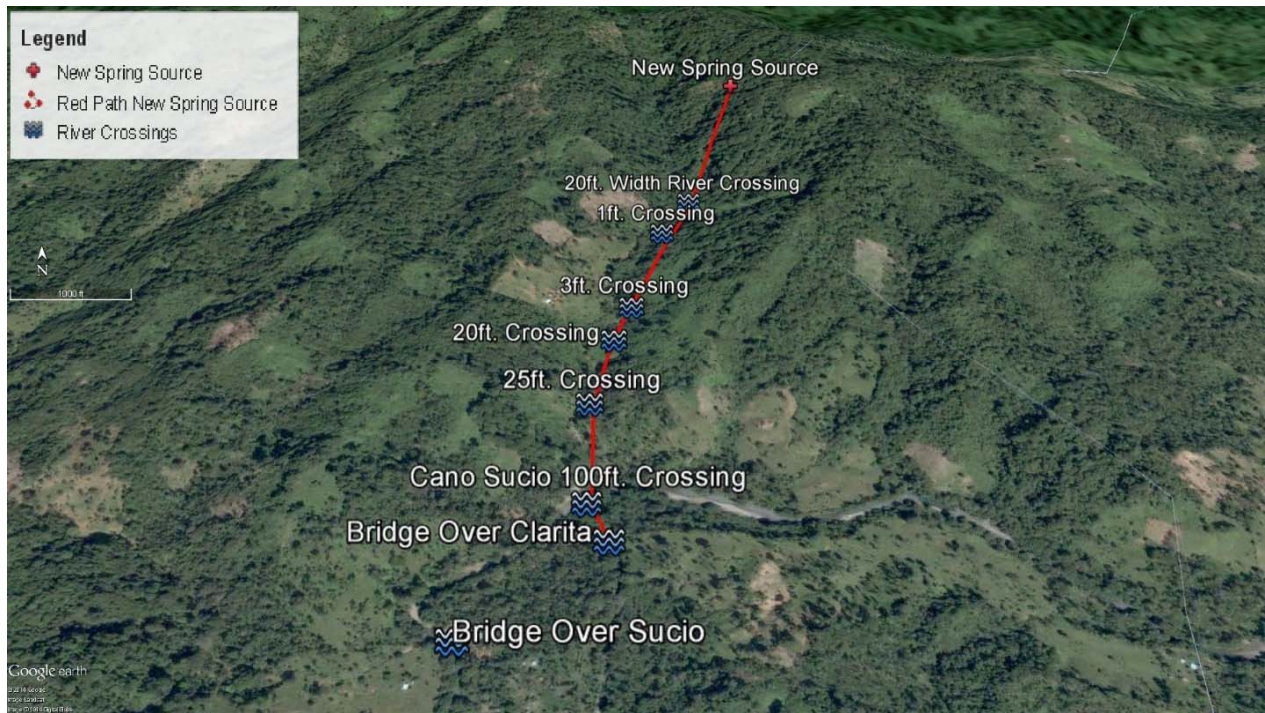 Legend
New Spring Source
Red Path New Spring Source
River Crossings
New Spring Source
20ft. Width River Crossing
1ft. Crossing
N
1000 ft
3ft. Crossing
20ft. Crossing
25ft. Crossing
Cano Sucio 100ft. Crossing
Bridge Over Clarita
Bridge Over Sucio
Google earth